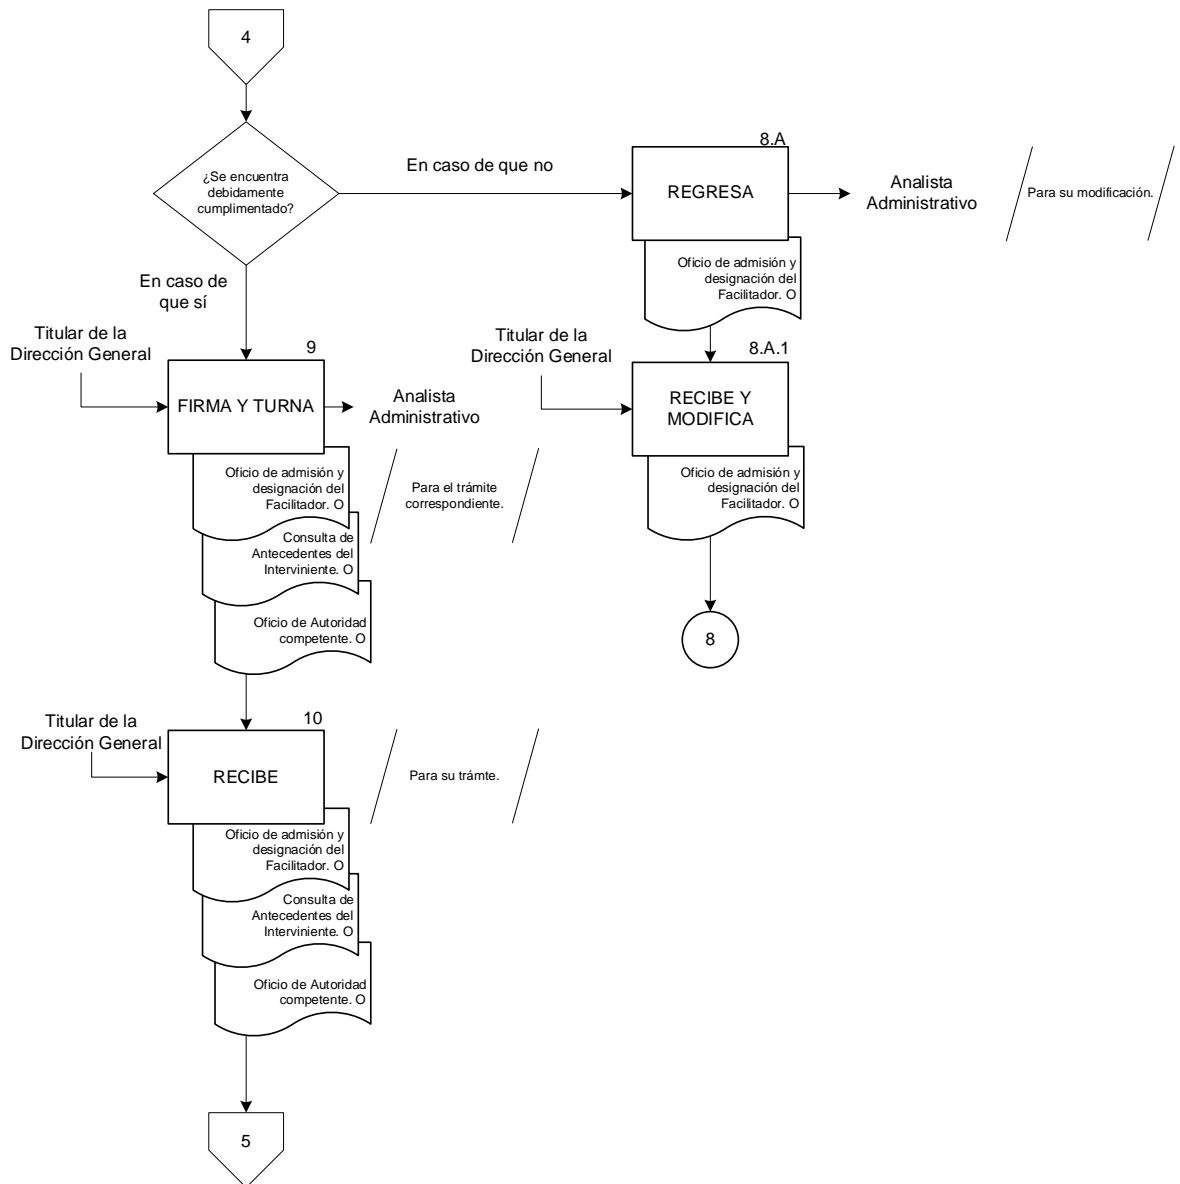 4
¿Se encuentra
debidamente
cumplimentado?
En caso de que no
8.A
REGRESA
Analista
Administrativo
Para su modificación.
Oficio de admisión y
designación del
Facilitador. O
En caso de
que sí
Titular de la
Dirección General
9
FIRMA Y TURNA
Analista
Administrativo
Titular de la
Dirección General
8.A.1
RECIBE Y
MODIFICA
Oficio de admisión y
designación del
Facilitador. O
Para el trámite
correspondiente.
Oficio de admisión y
designación del
Facilitador. O
Consulta de
Antecedentes del
Interviniente. O
Oficio de Autoridad
competente. O
8
Titular de la
Dirección General
10
RECIBE
Para su trámte.
Oficio de admisión y
designación del
Facilitador. O
Consulta de
Antecedentes del
Interviniente. O
Oficio de Autoridad
competente. O
5